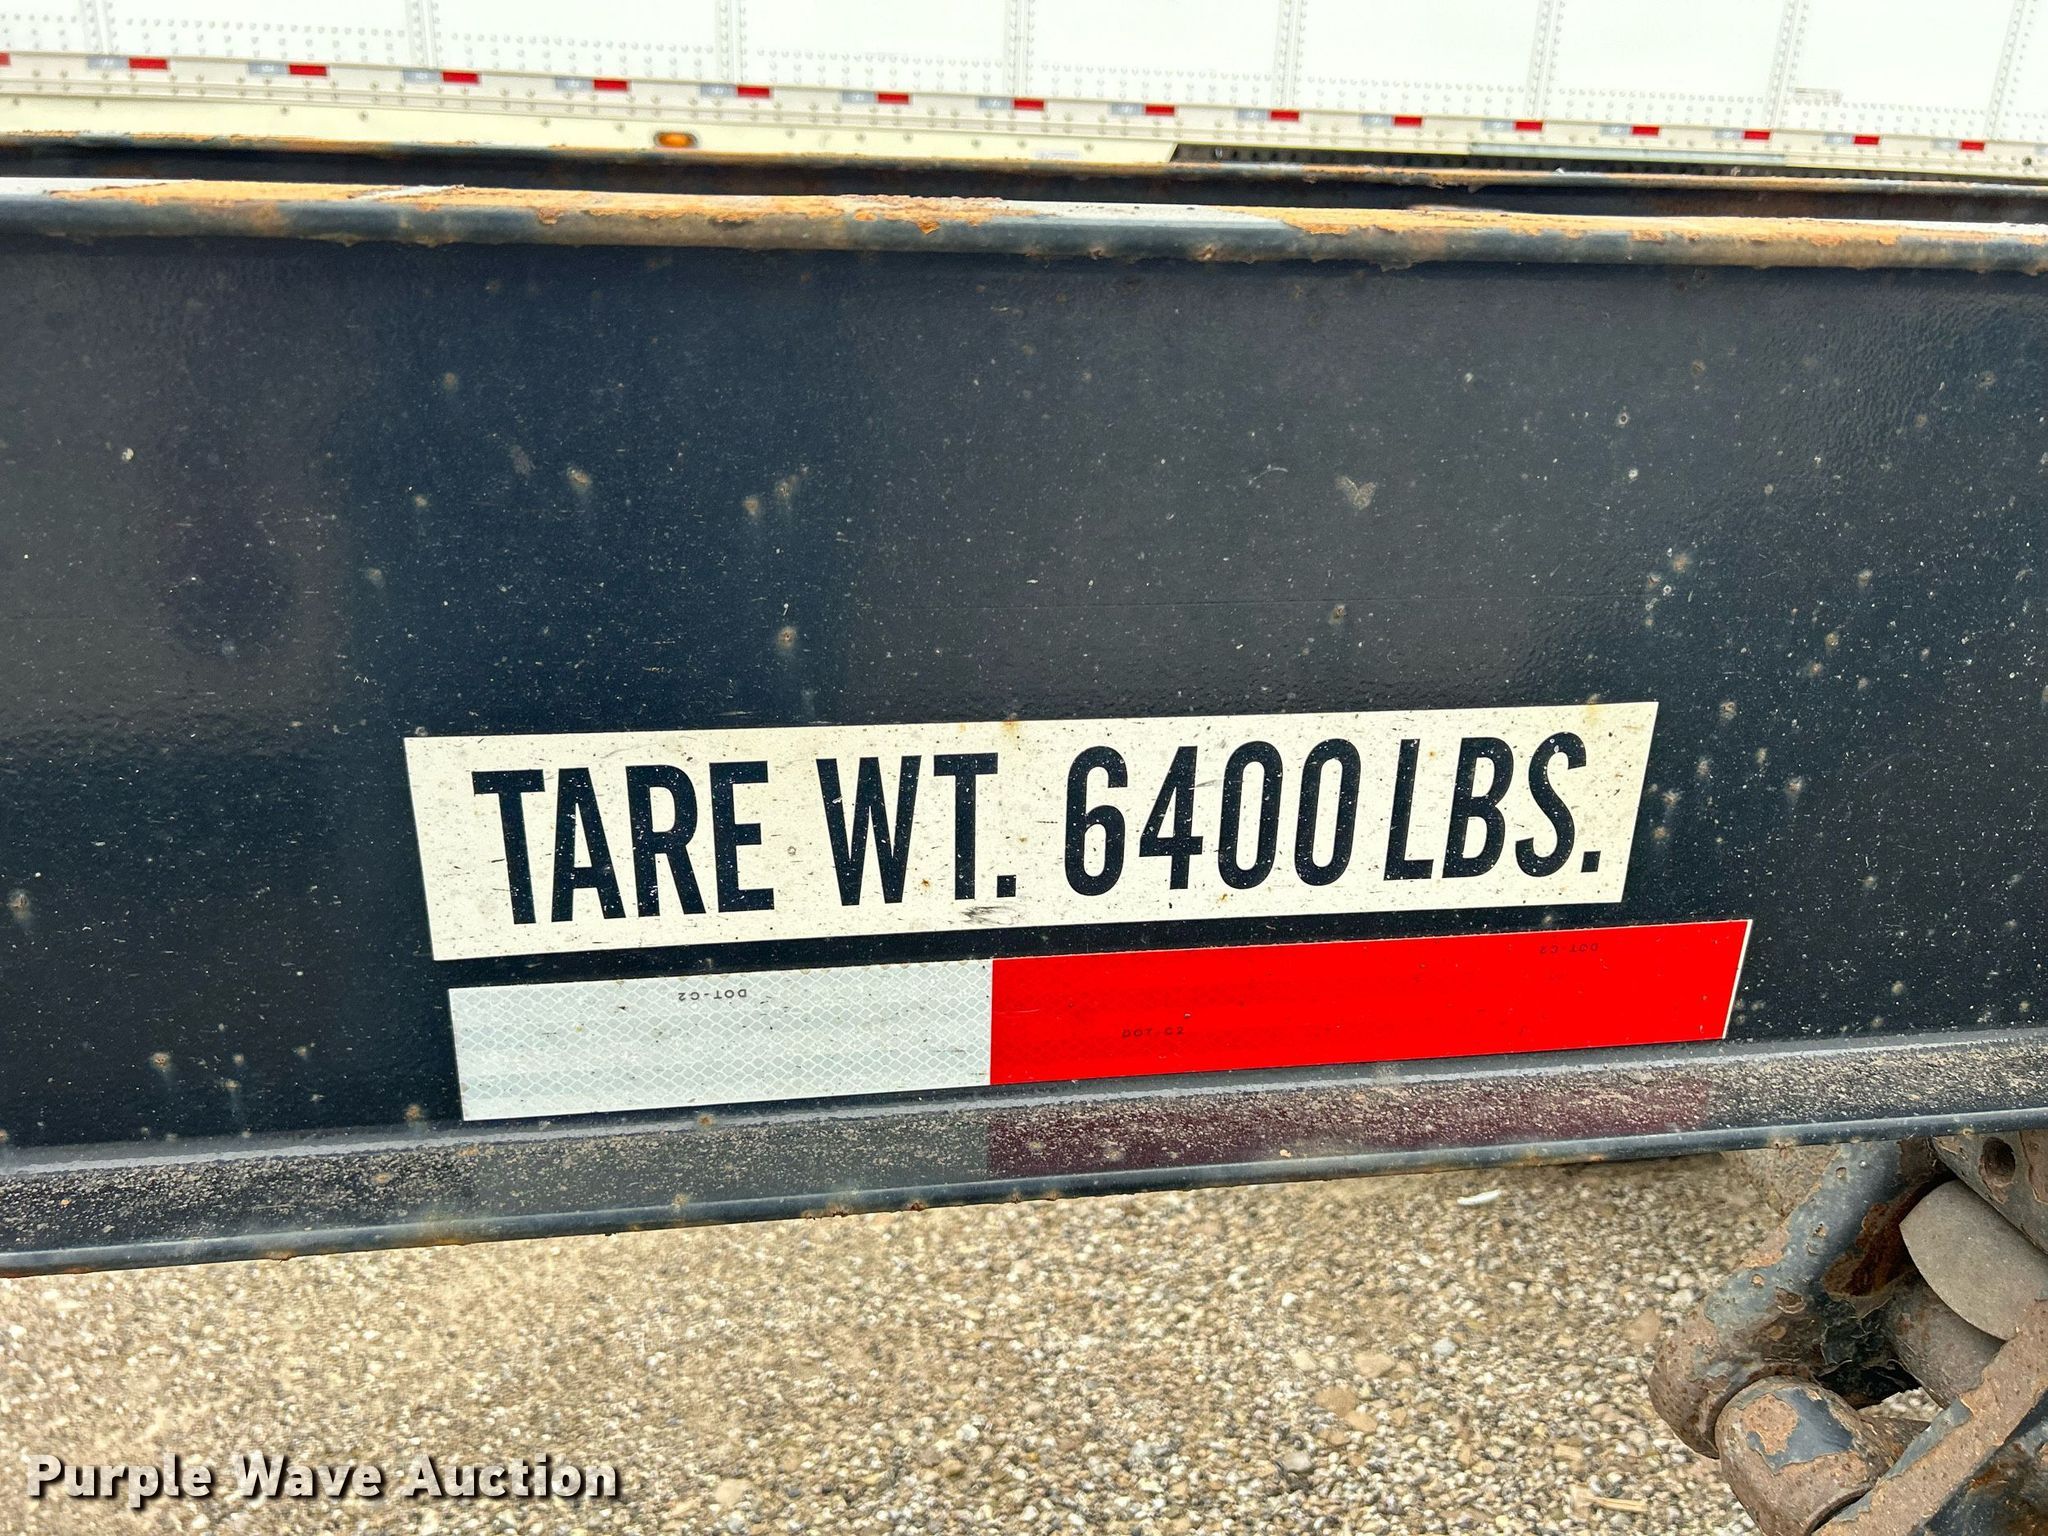 TARE WT. 6400 LBS.
DOT-C2
DOT-C2
DOT-C2
Purple Wave Auction